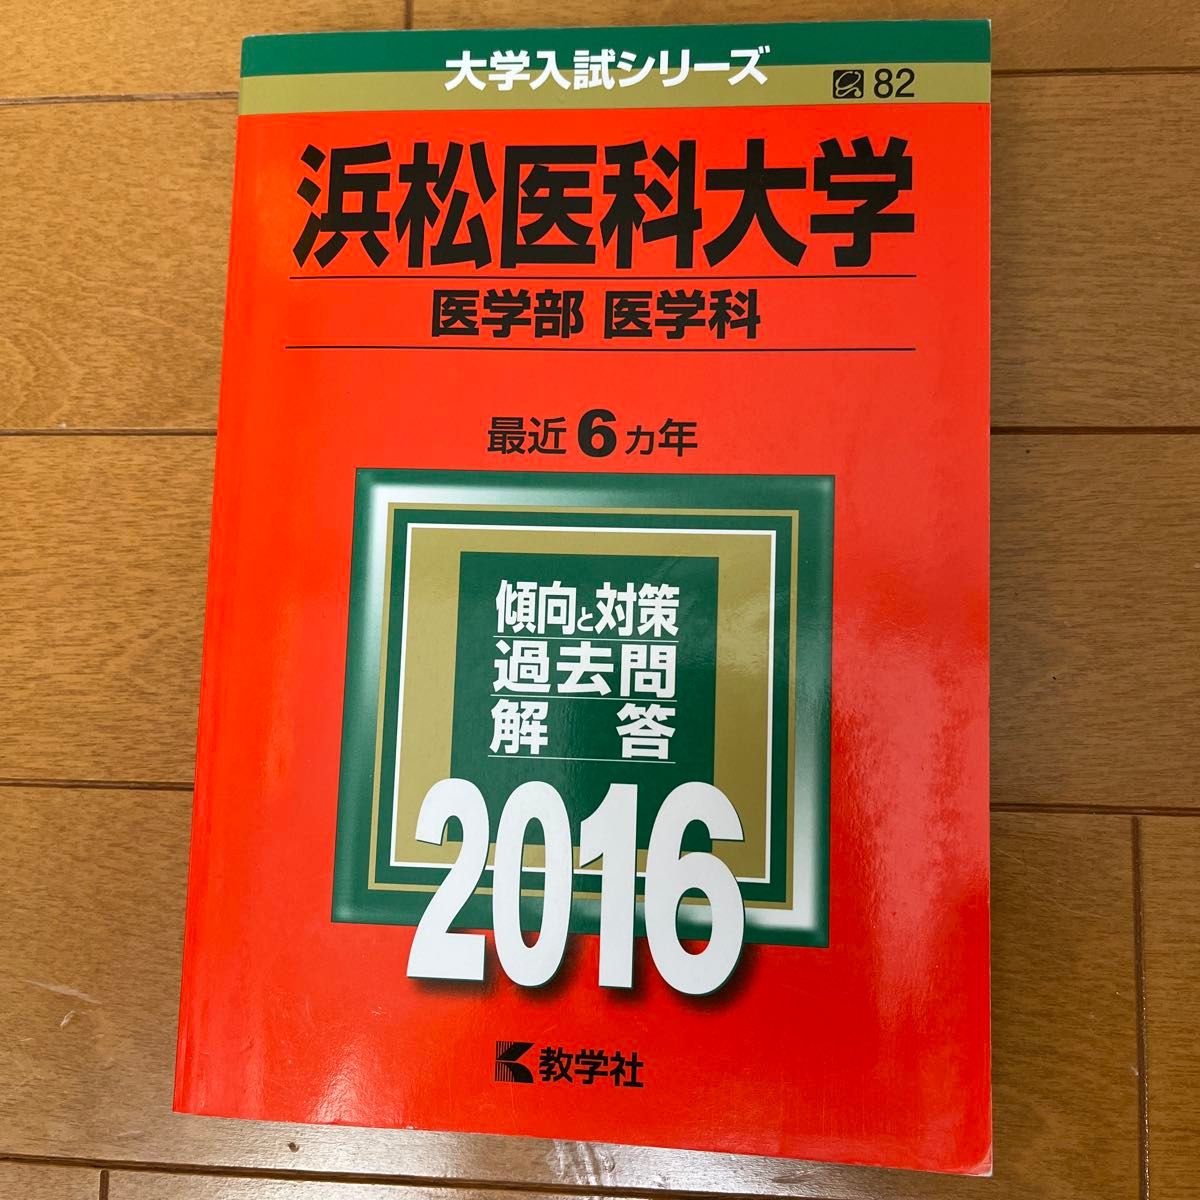 大学入試シリーズ
82
浜松医科大学
医学部 医学科
最近6カ年
傾向と対策
過去問
解答
2016
教学社